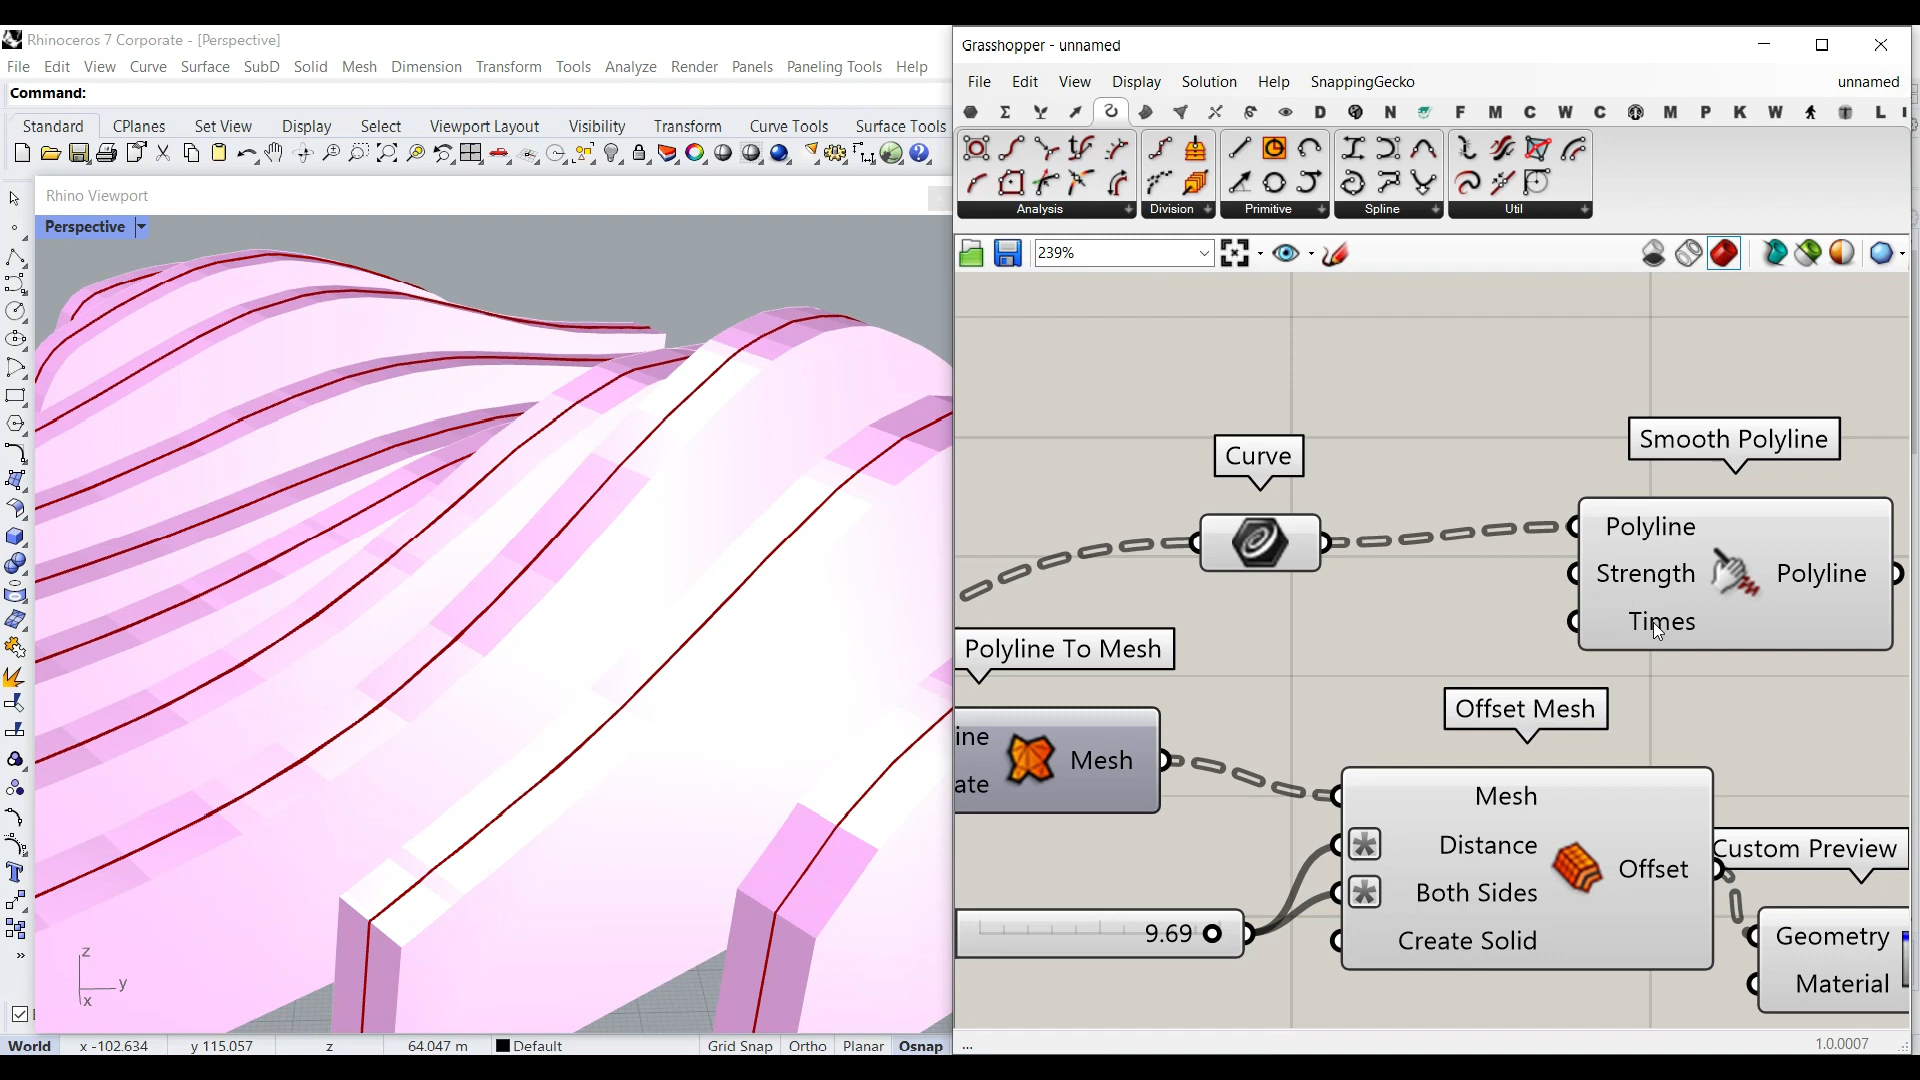 Rhinoceros 7 Corporate - [Perspective]
File Edit View Curve Surface SubD Solid Mesh Dimension Transform Tools Analyze Render Panels Paneling Tools Help
Command:
Standard CPlanes Set View Display Select Viewport Layout Visibility Transform Curve Tools Surface Tools
Rhino Viewport
Perspective
z
y
x
World x -102.634 y 115.057 z 64.047 m Default Grid Snap Ortho Planar Osnap
Grasshopper - unnamed
File Edit View Display Solution Help SnappingGecko unnamed
D N F M C W C M P K W L
Analysis Division Primitive Spline Util
239%
Smooth Polyline
Curve
Polyline
Strength Polyline
Times
Polyline To Mesh
Offset Mesh
ine
Mesh
ate
Mesh
Distance
Custom Preview
Offset
Both Sides
9.69
Create Solid
Geometry
Material
... 1.0.0007